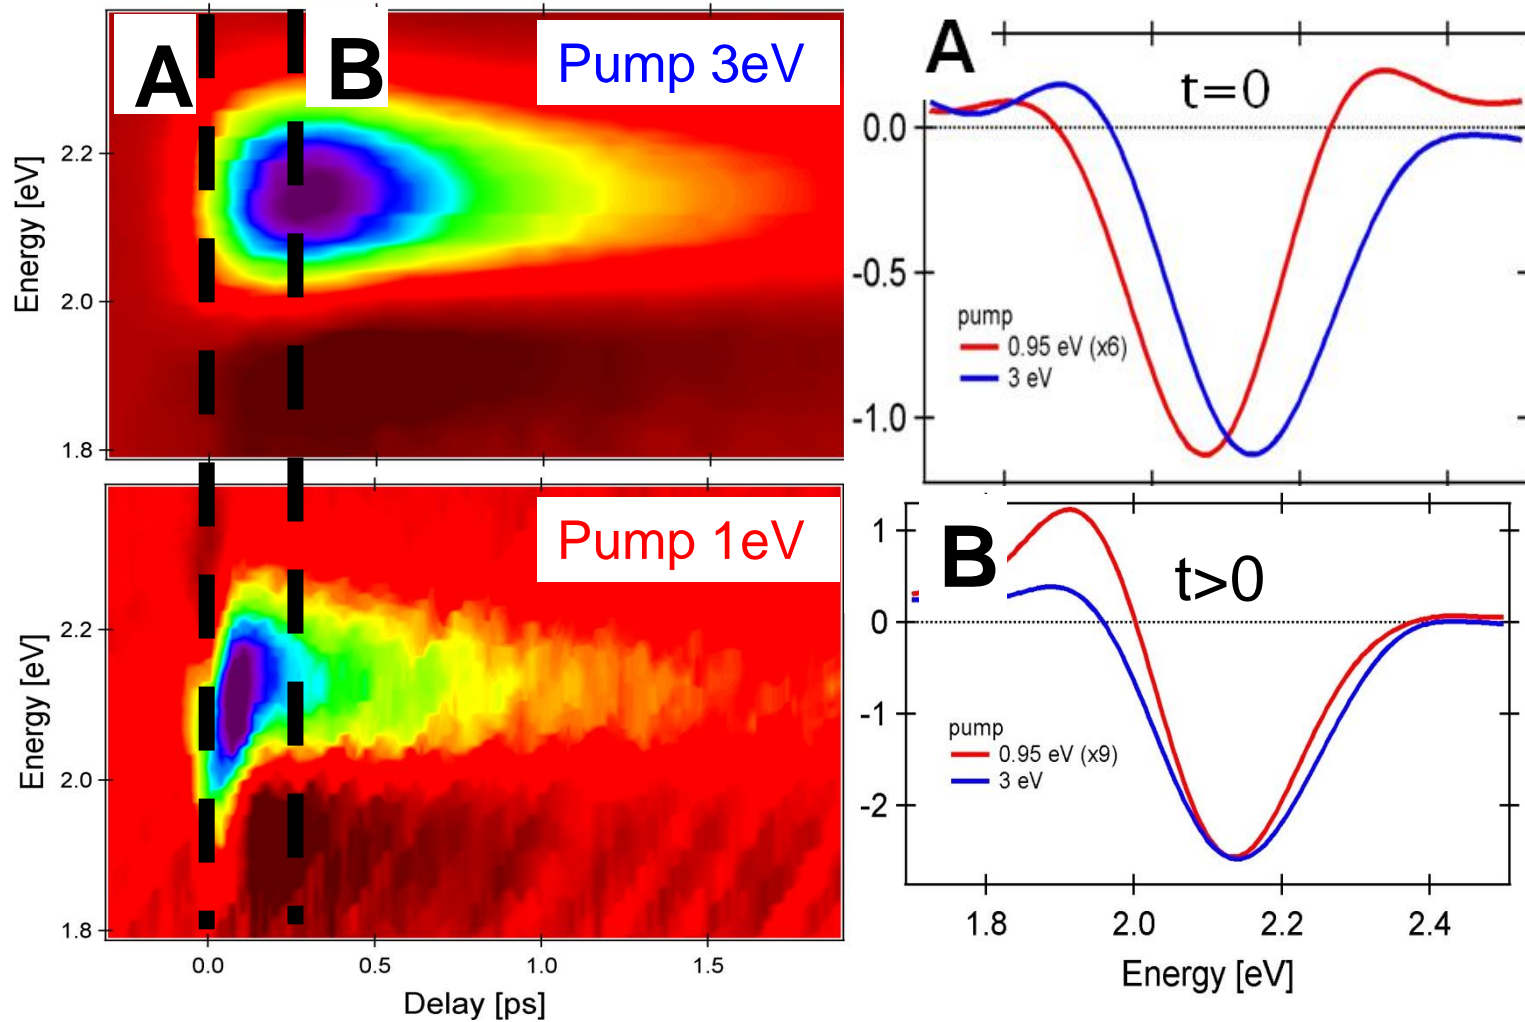 A
B
Pump 3eV
Energy [eV]
2.2
2.0
1.8
Pump 1eV
Energy [eV]
2.2
2.0
1.8
0.0
0.5
1.0
1.5
Delay [ps]
A
t=0
0.0
-0.5
-1.0
pump
0.95 eV (x6)
3 eV
B
t>0
1
0
-1
-2
pump
0.95 eV (x9)
3 eV
1.8
2.0
2.2
2.4
Energy [eV]